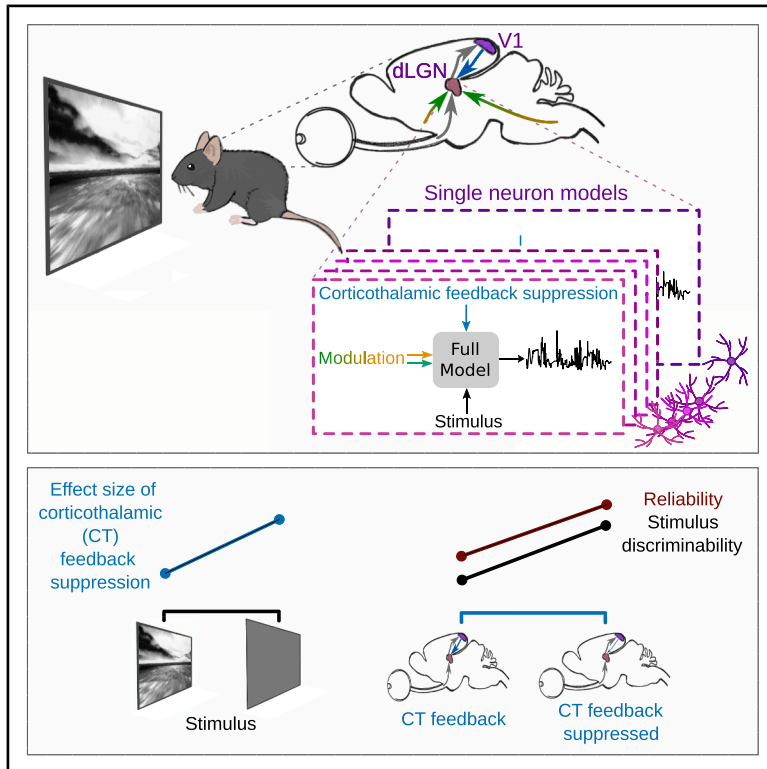 V1
dLGN
Single neuron models
Corticothalamic feedback suppression
Modulation
Full
Model
Stimulus
Effect size of
corticothalamic
(CT)
feedback
suppression
Reliability
Stimulus
discriminability
Stimulus
CT feedback
CT feedback
suppressed